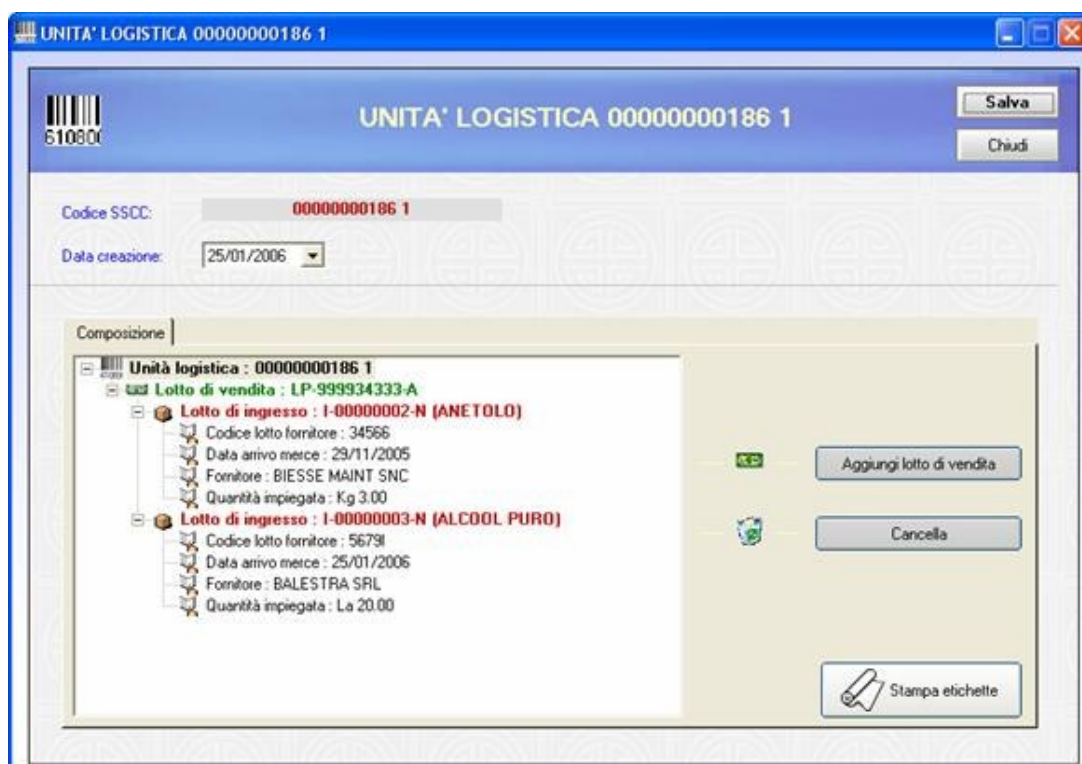 UNITA' LOGISTICA 00000000186 1
UNITA' LOGISTICA 00000000186 1
Salva
Chiudi
Codice SSCC: 00000000186 1
Data creazione: 25/01/2006
Composizione
Unità logistica : 00000000186 1
Lotto di vendita : LP-999934333-A
Lotto di ingresso : I-00000002-N (ANETOLO)
Codice lotto fornitore : 34566
Data arrivo merce : 29/11/2005
Fornitore : BIESSE MAINT SNC
Quantità impiegata : Kg 3.00
Lotto di ingresso : I-00000003-N (ALCOOL PURO)
Codice lotto fornitore : 5679I
Data arrivo merce : 25/01/2006
Fornitore : BALESTRA SRL
Quantità impiegata : La 20.00
Aggiungi lotto di vendita
Cancella
Stampa etichette